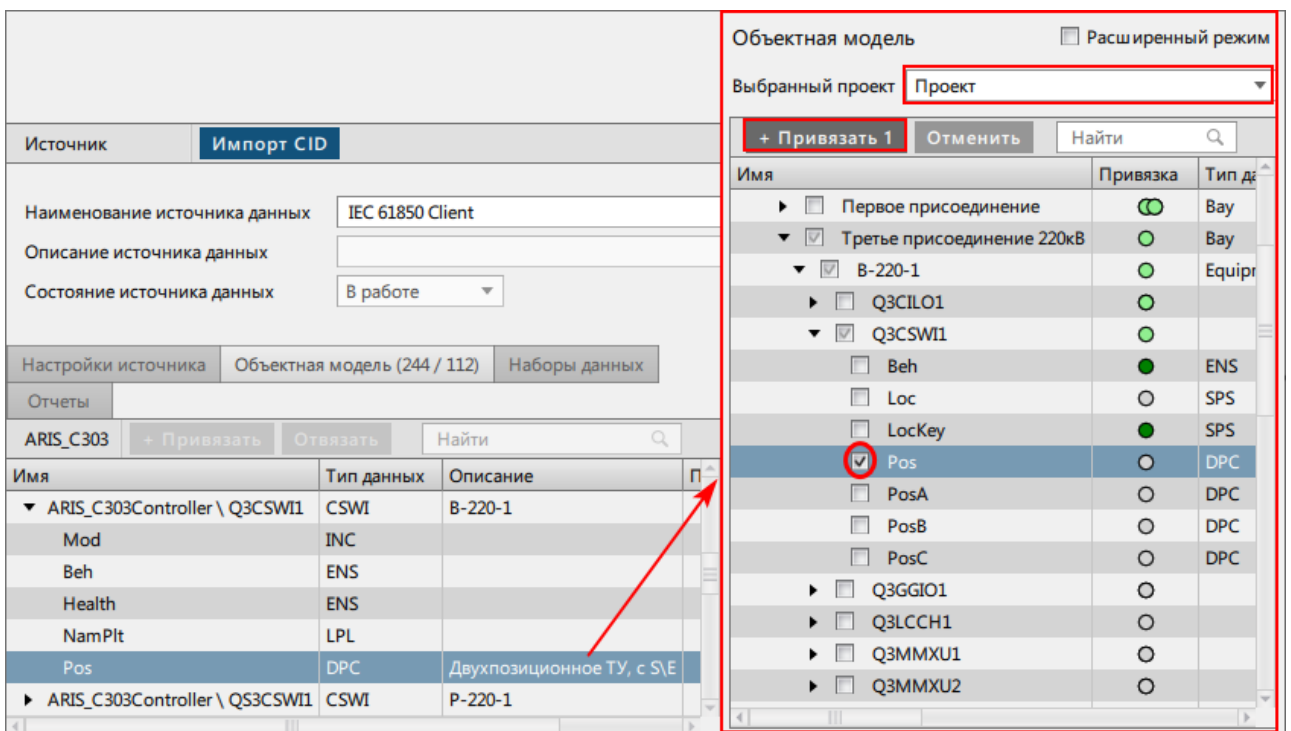 Объектная модель Расширенный режим
Выбранный проект Проект
Источник Импорт CID
Наименование источника данных IEC 61850 Client
Описание источника данных
Состояние источника данных В работе
Настройки источника Объектная модель (244 / 112) Наборы данных
Отчеты
ARIS_C303 + Привязать Отвязать Найти
Имя Тип данных Описание П
ARIS_C303Controller \ Q3CSWI1 CSWI В-220-1
Mod INC
Beh ENS
Health ENS
NamPlt LPL
Pos DPC Двухпозиционное ТУ, с S\E
ARIS_C303Controller \ QS3CSWI1 CSWI Р-220-1
+ Привязать 1 Отменить Найти
Имя Привязка Тип да
Первое присоединение Bay
Третье присоединение 220кВ Bay
В-220-1 Equipr
Q3CILO1
Q3CSWI1
Beh ENS
Loc SPS
LocKey SPS
Pos DPC
PosA DPC
PosB DPC
PosC DPC
Q3GGIO1
Q3LCCH1
Q3MMXU1
Q3MMXU2